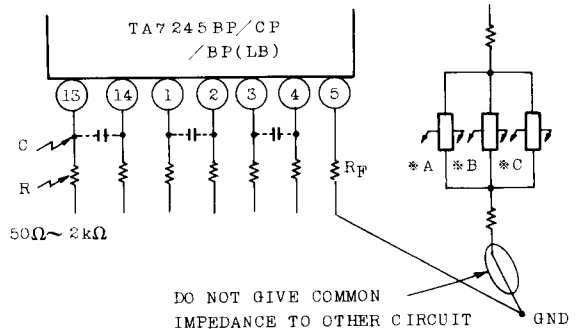 TA7245BP/CP
/BP(LB)
13 14 1 2 3 4 5
C
R
RF
50Ω~2kΩ
※A ※B ※C
DO NOT GIVE COMMON
IMPEDANCE TO OTHER CIRCUIT
GND